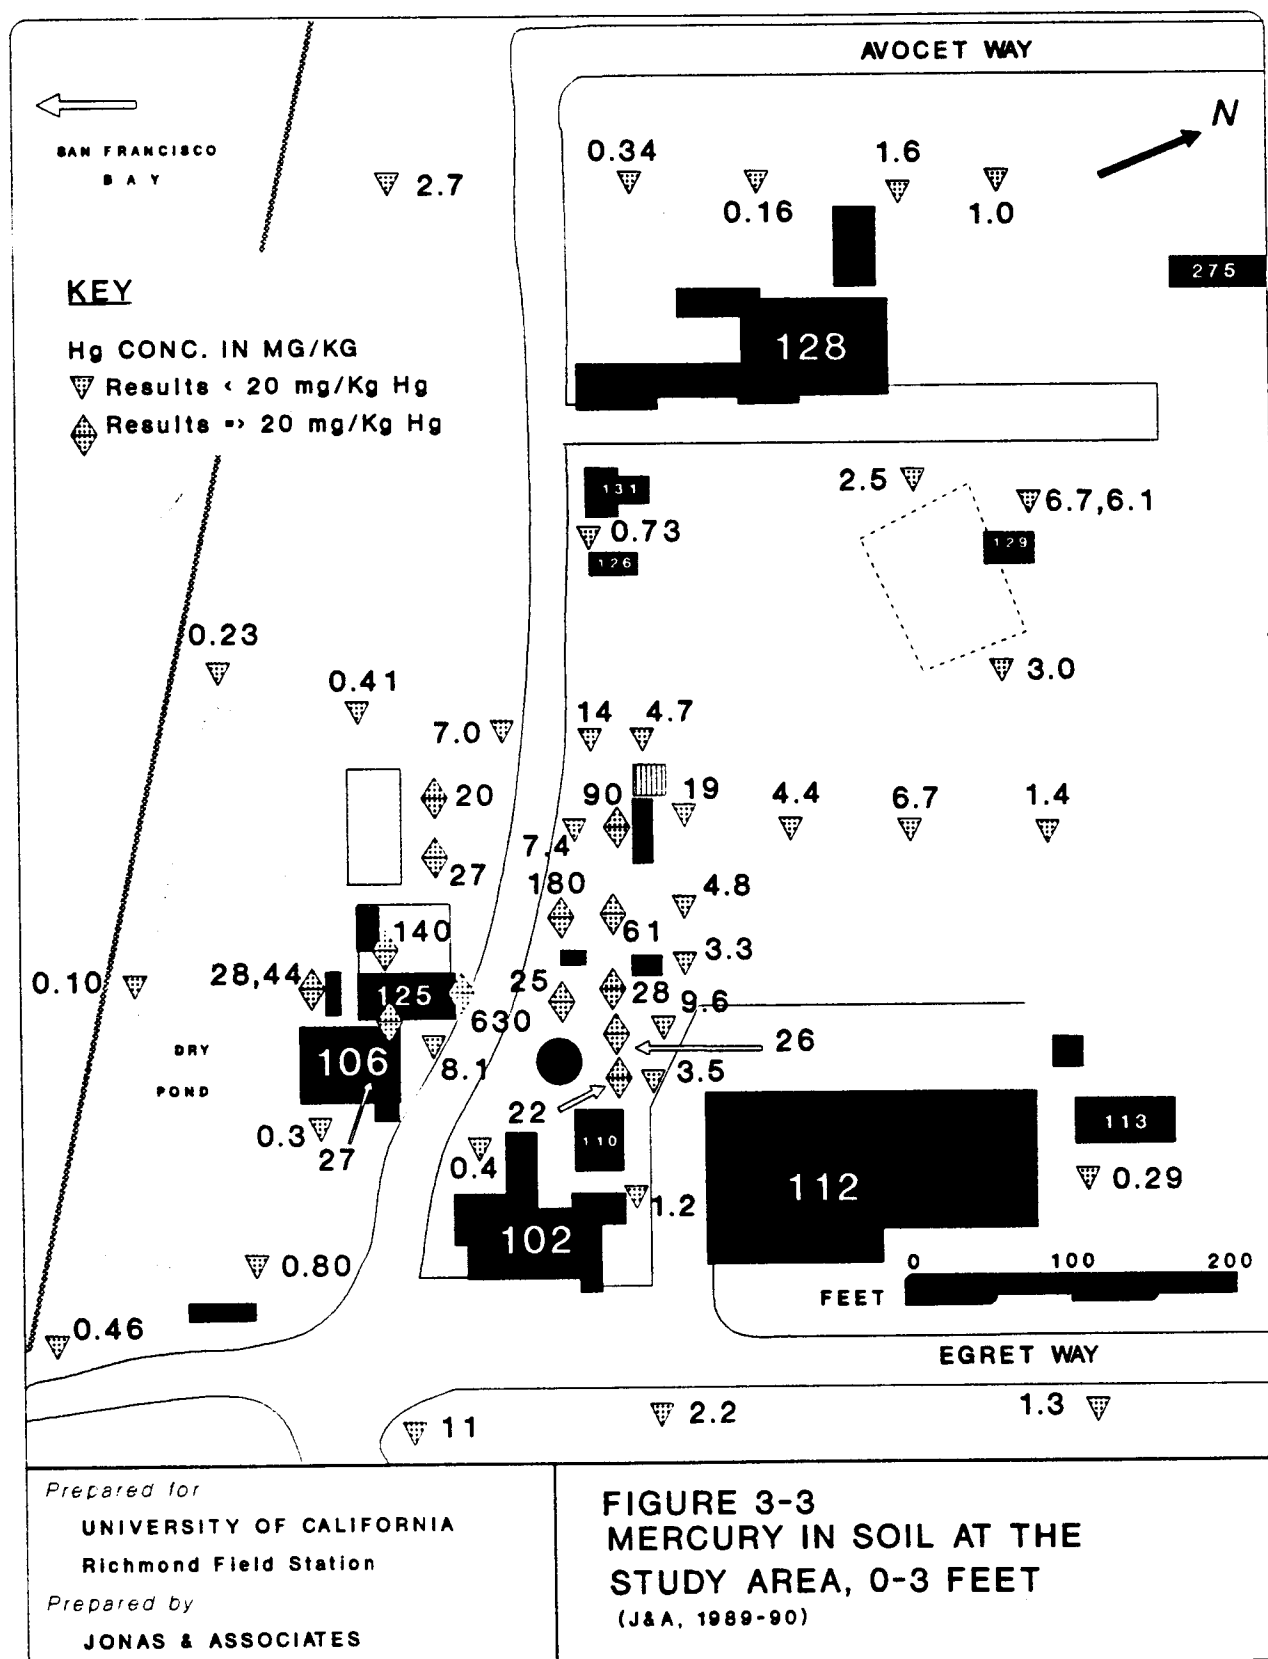 AVOCET WAY
N
SAN FRANCISCO
BAY
2.7
0.34
0.16
1.6
1.0
275
KEY
Hg CONC. IN MG/KG
Results < 20 mg/Kg Hg
Results => 20 mg/Kg Hg
128
131
0.73
126
2.5
6.7,6.1
129
3.0
0.23
0.41
7.0
14
4.7
20
90
19
4.4
6.7
1.4
7.4
27
180
4.8
61
140
3.3
0.10
28,44
125
25
28
9.6
630
26
DRY
POND
106
8.1
3.5
22
0.3
27
0.4
110
113
1.2
112
0.29
102
0.80
0 100 200
FEET
0.46
EGRET WAY
11
2.2
1.3
Prepared for
UNIVERSITY OF CALIFORNIA
Richmond Field Station
Prepared by
JONAS & ASSOCIATES
FIGURE 3-3
MERCURY IN SOIL AT THE
STUDY AREA, 0-3 FEET
(J&A, 1989-90)